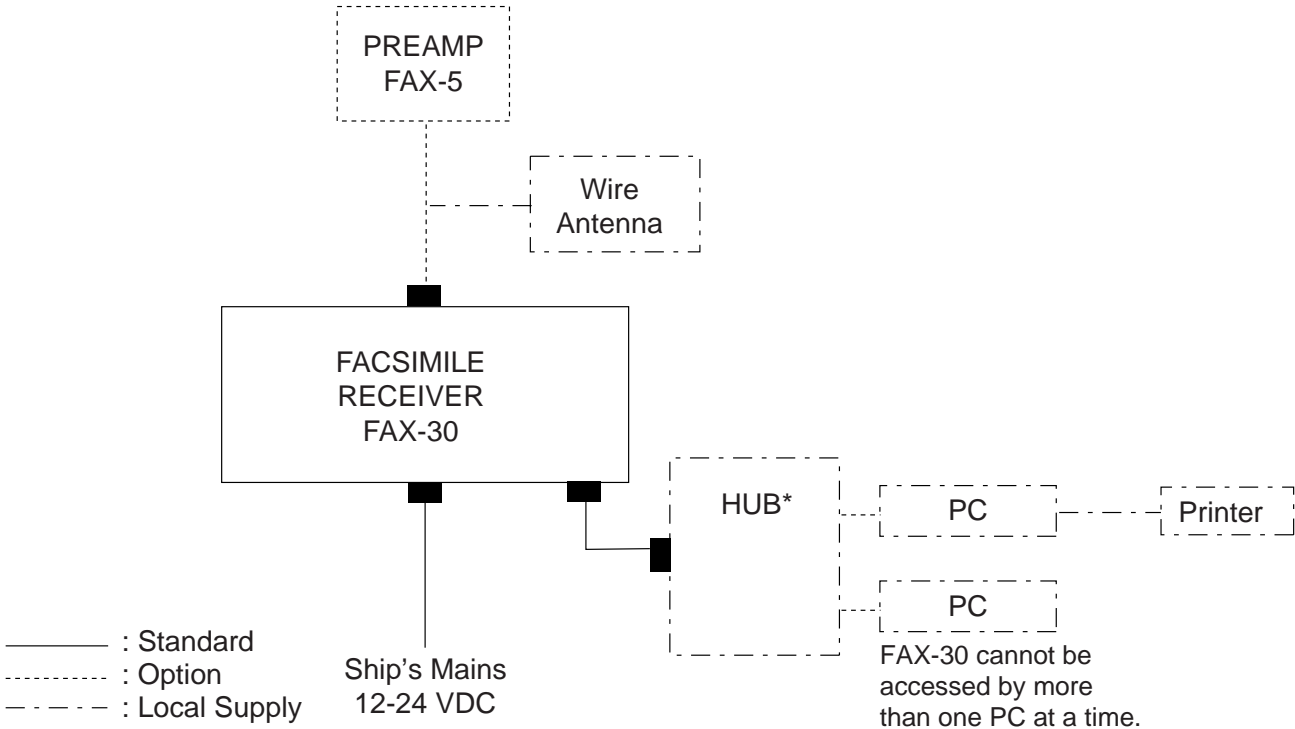 PREAMP
FAX-5
Wire
Antenna
FACSIMILE
RECEIVER
FAX-30
HUB*
PC
Printer
PC
FAX-30 cannot be
accessed by more
than one PC at a time.
Ship's Mains
12-24 VDC
: Standard
: Option
: Local Supply